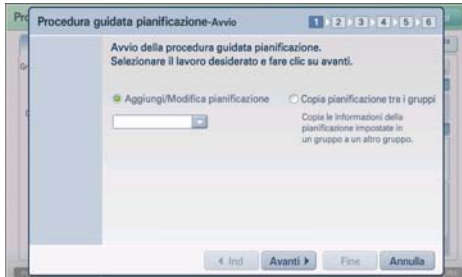 Procedura guidata pianificazione-Avvio
1 2 3 4 5 6
Avvio della procedura guidata pianificazione.
Selezionare il lavoro desiderato e fare clic su avanti.
Aggiungi/Modifica pianificazione
Copia pianificazione tra i gruppi
Copia le informazioni della
pianificazione impostate in
un gruppo a un altro gruppo.
Ind
Avanti
Fine
Annulla